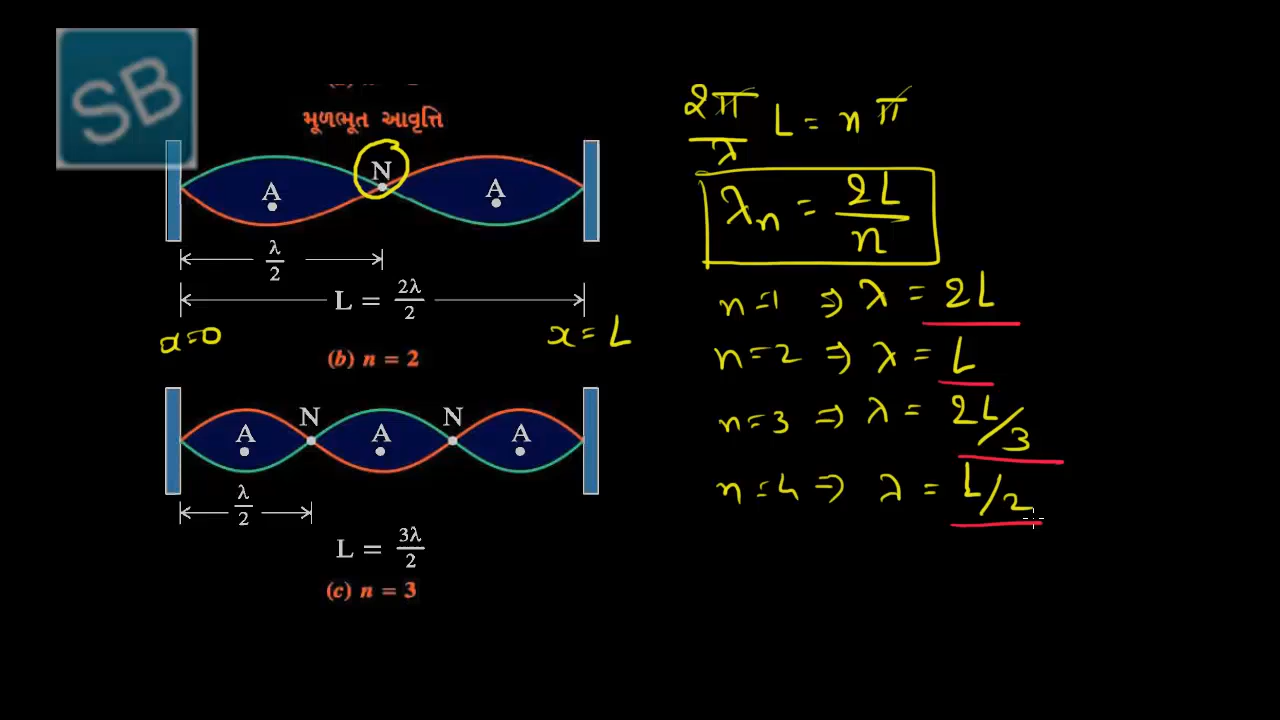 SB
મૂળભૂત આવૃત્તિ
N
A A
λ/2
L = 2λ/2
x=0 x=L
(b) n = 2
N N
A A A
λ/2
L = 3λ/2
(c) n = 3
2π/λ L = nπ
λn = 2L/n
n=1 ⇒ λ = 2L
n=2 ⇒ λ = L
n=3 ⇒ λ = 2L/3
n=4 ⇒ λ = L/2